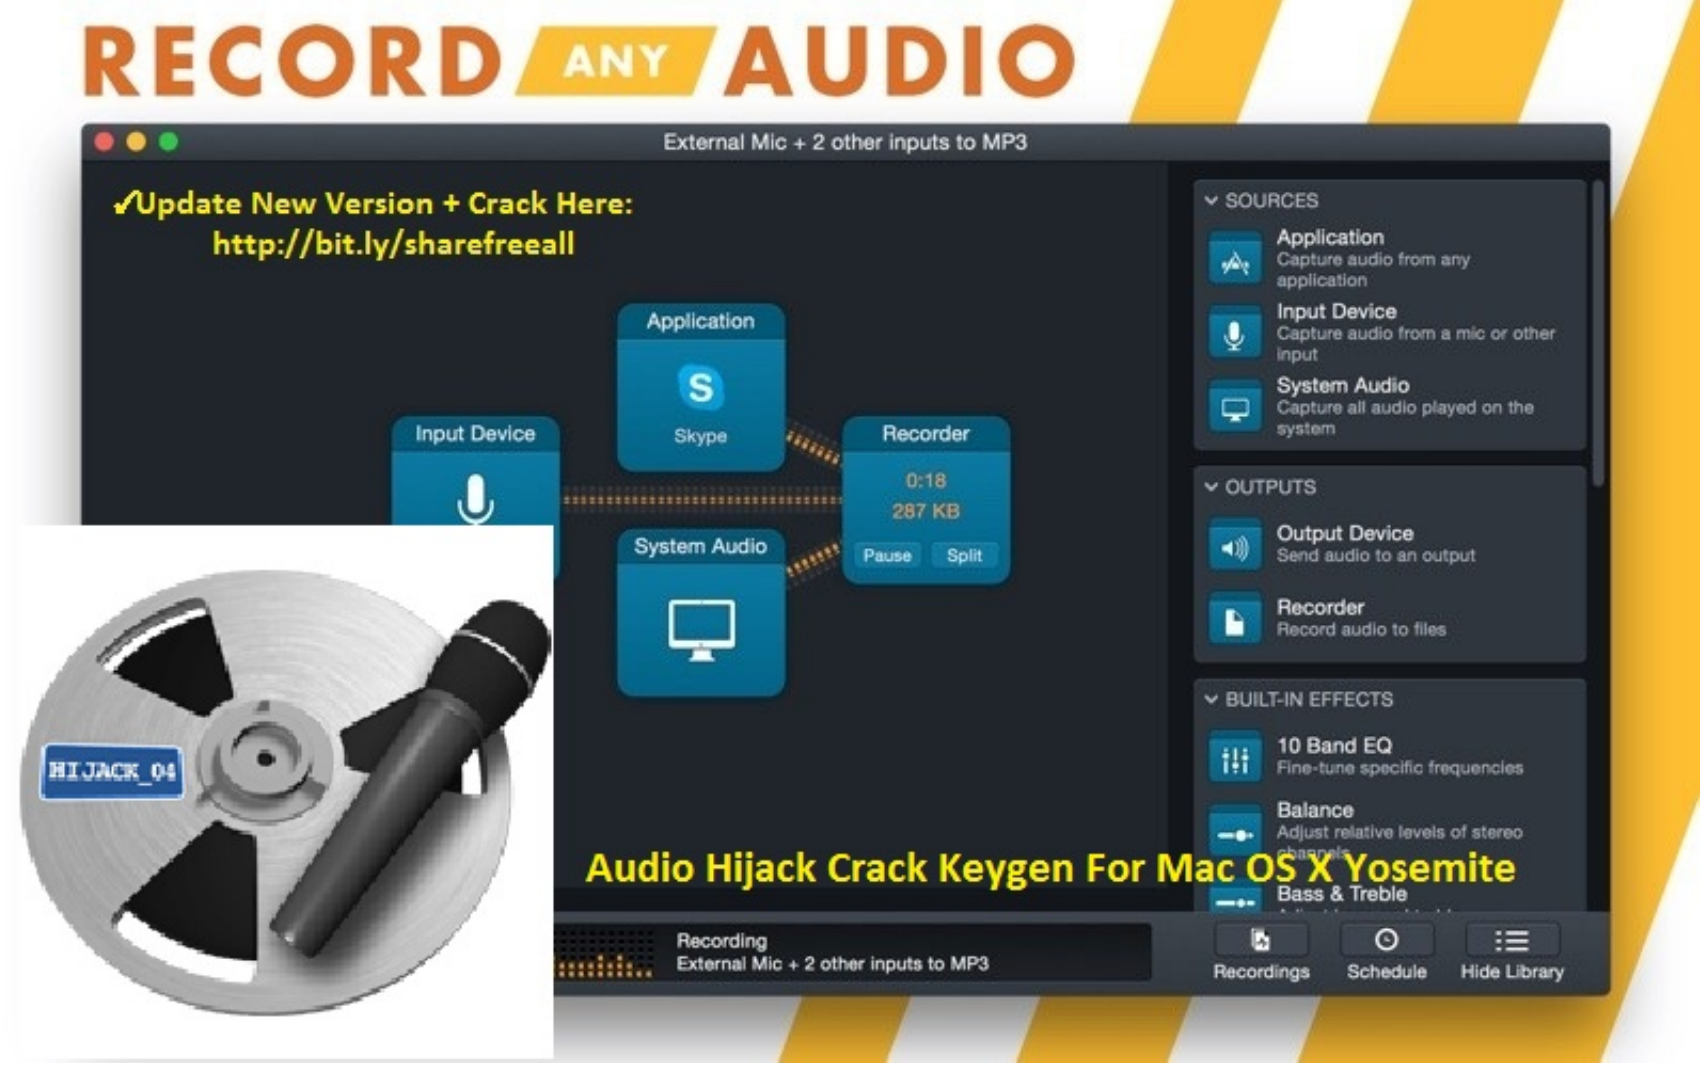 RECORD ANY AUDIO
External Mic + 2 other inputs to MP3
✓Update New Version + Crack Here:
http://bit.ly/sharefreeall
Application
Skype
Input Device
Recorder
0:18
287 KB
Pause Split
System Audio
HIJACK_04
SOURCES
Application
Capture audio from any
application
Input Device
Capture audio from a mic or other
input
System Audio
Capture all audio played on the
system
OUTPUTS
Output Device
Send audio to an output
Recorder
Record audio to files
BUILT-IN EFFECTS
10 Band EQ
Fine-tune specific frequencies
Balance
Adjust relative levels of stereo
channels
Audio Hijack Crack Keygen For Mac OS X Yosemite
Bass & Treble
Recording
External Mic + 2 other inputs to MP3
Recordings Schedule Hide Library